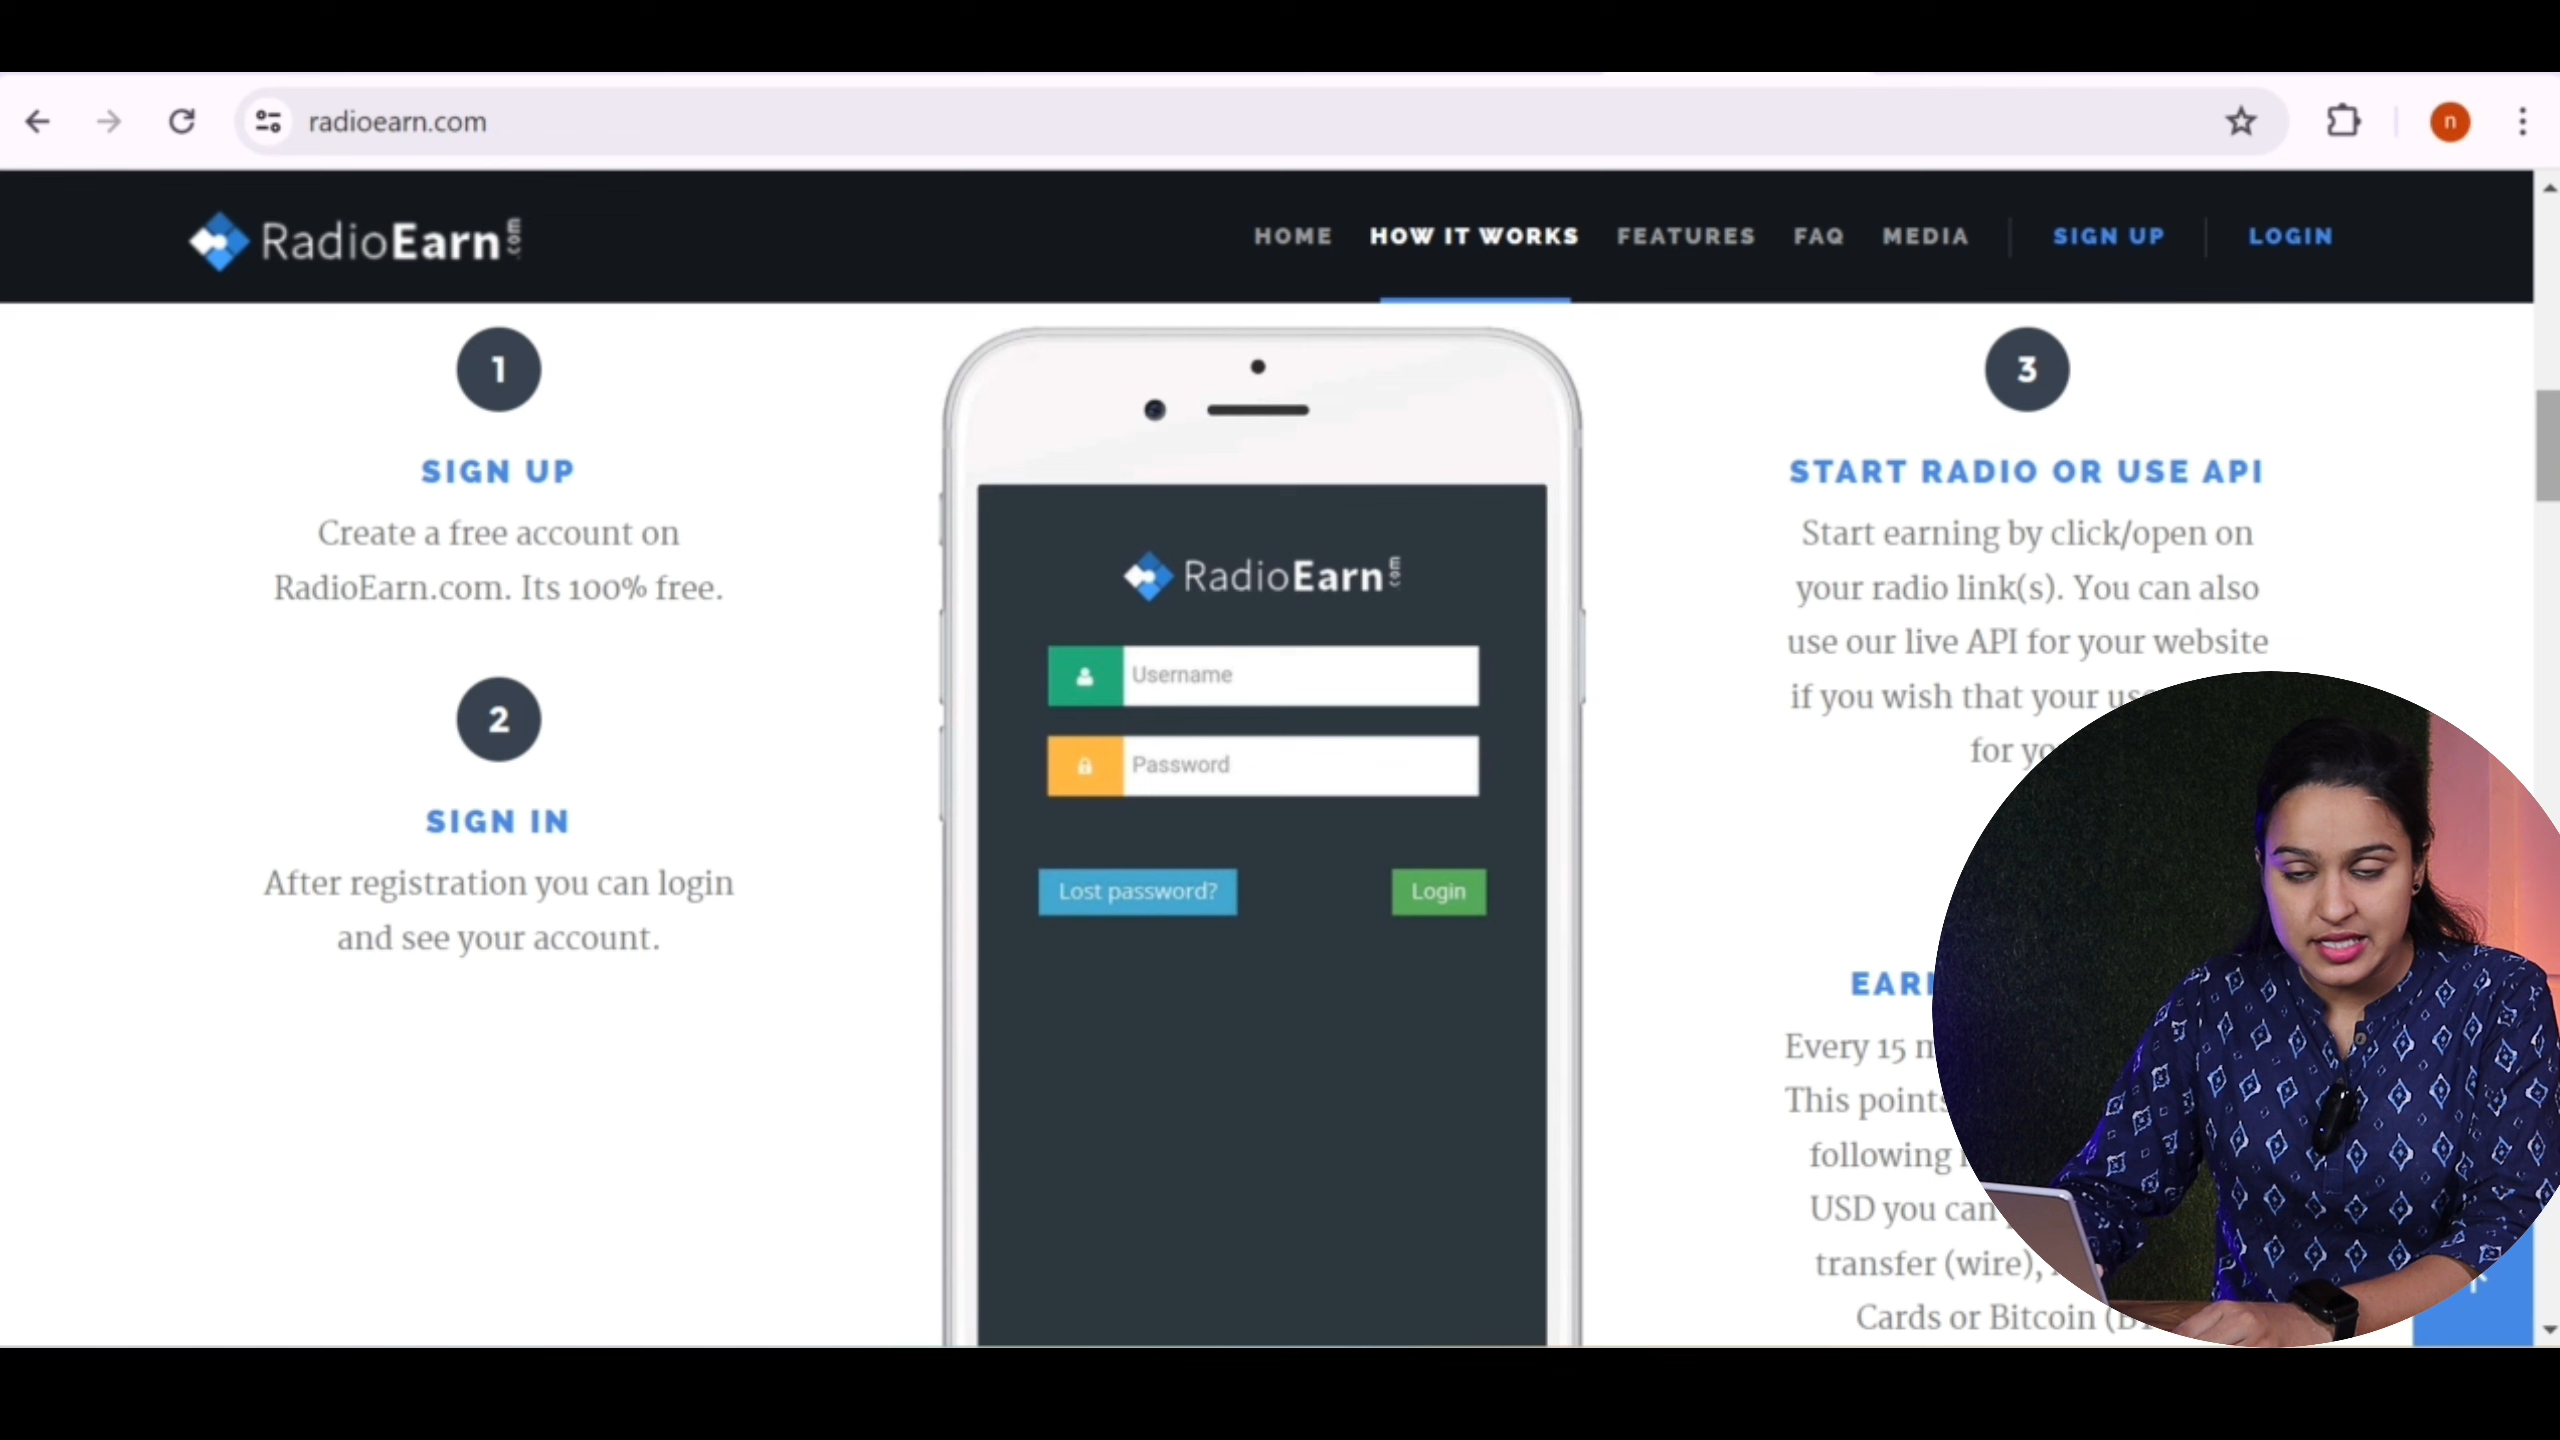 radioearn.com
n
RadioEarn.com
HOME HOW IT WORKS FEATURES FAQ MEDIA SIGN UP LOGIN
1
SIGN UP
Create a free account on
RadioEarn.com. Its 100% free.
2
SIGN IN
After registration you can login
and see your account.
RadioEarn.com
Username
Password
Lost password?
Login
3
START RADIO OR USE API
Start earning by click/open on
your radio link(s). You can also
use our live API for your website
if you wish that your
for
Every 15
This points
following
USD you can
transfer (wire),
Cards or Bitcoin